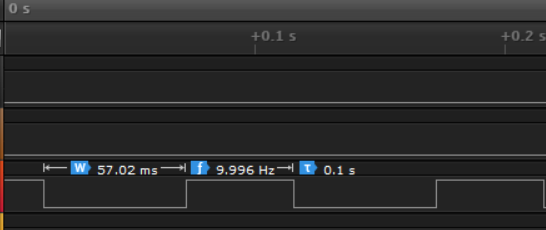 0 s
+0.1 s
+0.2 s
W 57.02 ms f 9.996 Hz τ 0.1 s